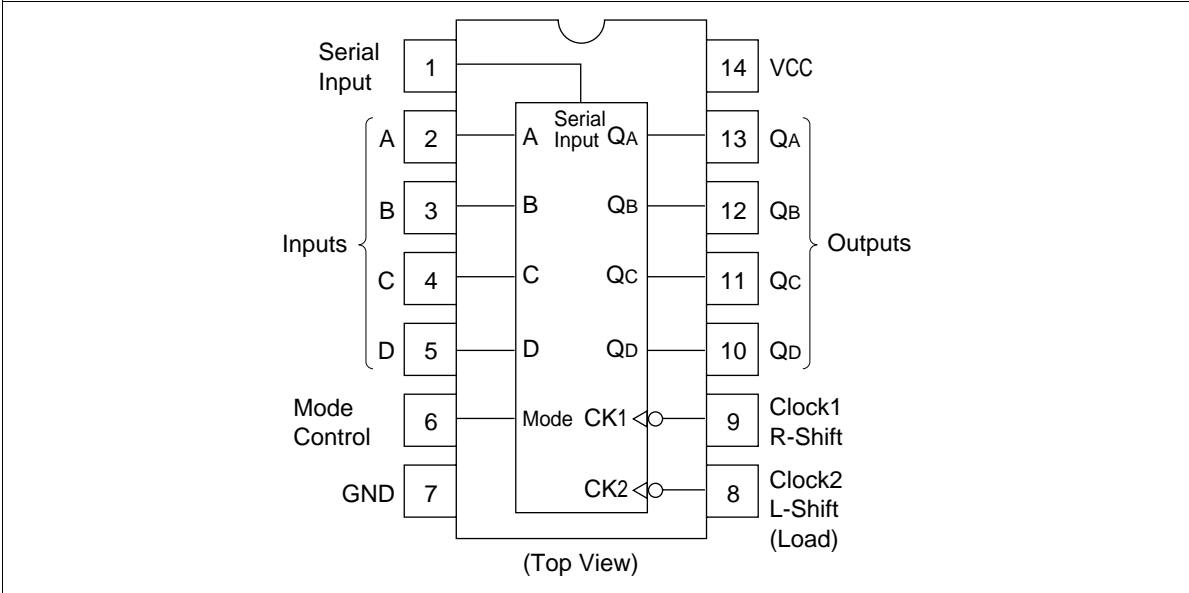 Serial
Input
1
14
VCC
Serial
Input
A
2
A
QA
13
QA
B
3
B
QB
12
QB
Inputs
Outputs
C
4
C
QC
11
QC
D
5
D
QD
10
QD
Mode
Control
6
Mode
CK1
9
Clock1
R-Shift
GND
7
CK2
8
Clock2
L-Shift
(Load)
(Top View)